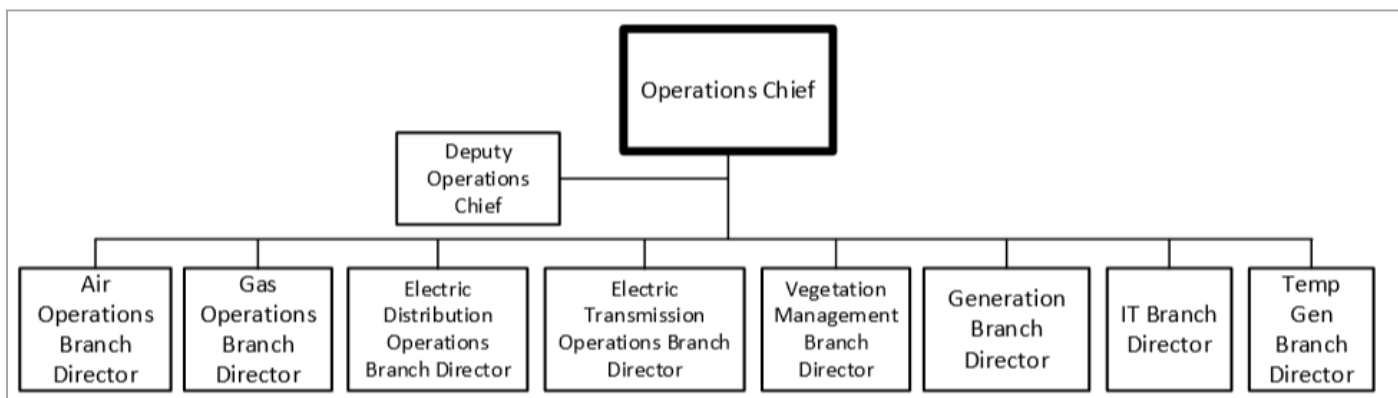 Operations Chief
Deputy
Operations
Chief
Air
Operations
Branch
Director
Gas
Operations
Branch
Director
Electric
Distribution
Operations
Branch Director
Electric
Transmission
Operations Branch
Director
Vegetation
Management
Branch
Director
Generation
Branch
Director
IT Branch
Director
Temp
Gen
Branch
Director